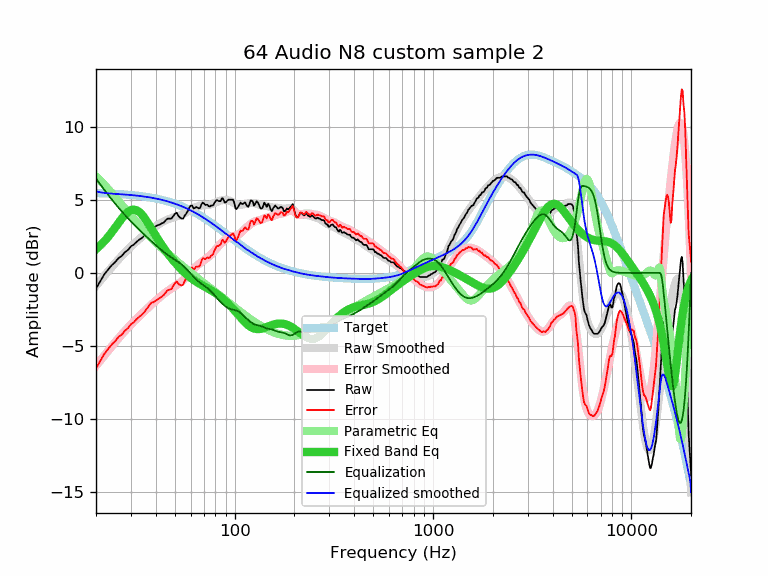 64 Audio N8 custom sample 2
Amplitude (dBr)
10
5
0
−5
−10
−15
Target
Raw Smoothed
Error Smoothed
Raw
Error
Parametric Eq
Fixed Band Eq
Equalization
Equalized smoothed
100
1000
10000
Frequency (Hz)